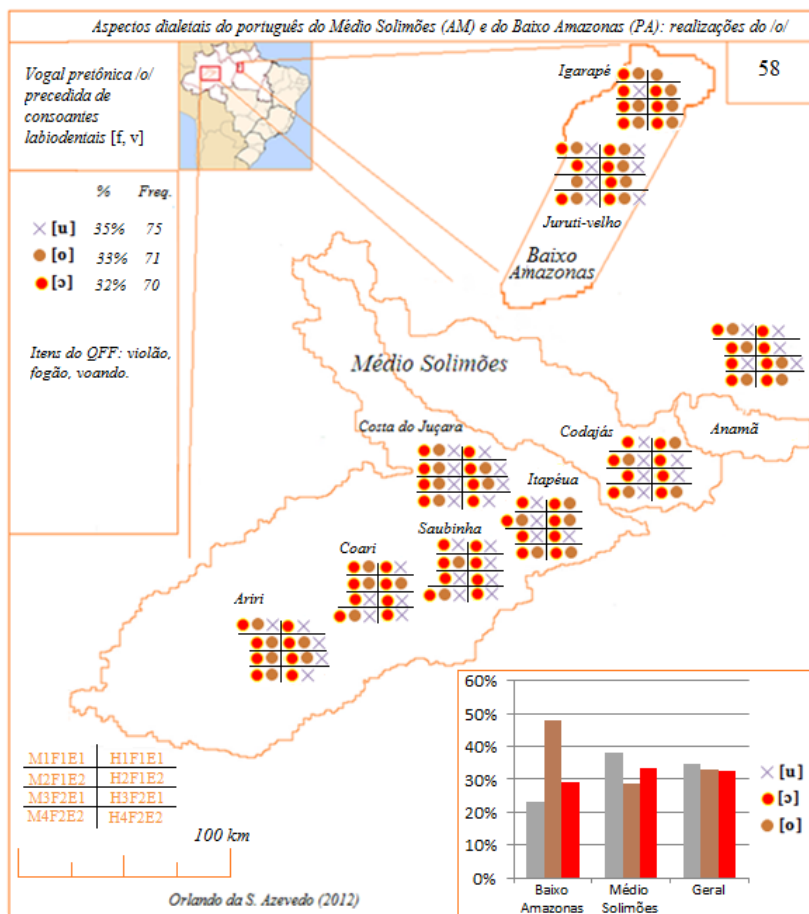 Aspectos dialetais do português do Médio Solimões (AM) e do Baixo Amazonas (PA): realizações do /o/
Vogal pretônica /o/
precedida de
consoantes
labiodentais [f, v]
58
% Freq.
[u] 35% 75
[o] 33% 71
[ɔ] 32% 70
Itens do QFF: violão,
fogão, voando.
Igarapé
Juruti-velho
Baixo
Amazonas
Médio Solimões
Anamã
Costa do Juçara
Codajás
Itapéua
Saubinha
Coari
Ariri
M1F1E1 H1F1E1
M2F1E2 H2F1E2
M3F2E1 H3F2E1
M4F2E2 H4F2E2
100 km
Orlando da S. Azevedo (2012)
60%
50%
40%
30%
20%
10%
0%
Baixo
Amazonas
Médio
Solimões
Geral
[u]
[ɔ]
[o]